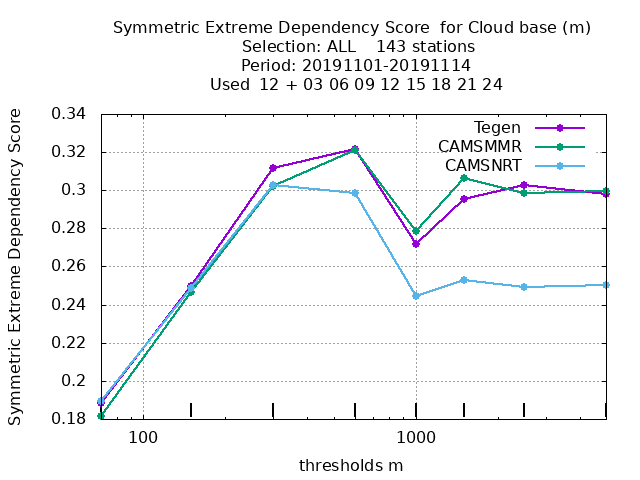 Symmetric Extreme Dependency Score  for Cloud base (m)
Selection: ALL    143 stations
Period: 20191101-20191114
Used  12 + 03 06 09 12 15 18 21 24
Symmetric Extreme Dependency Score
0.34
0.32
0.3
0.28
0.26
0.24
0.22
0.2
0.18
Tegen
CAMSMMR
CAMSNRT
100
1000
thresholds m